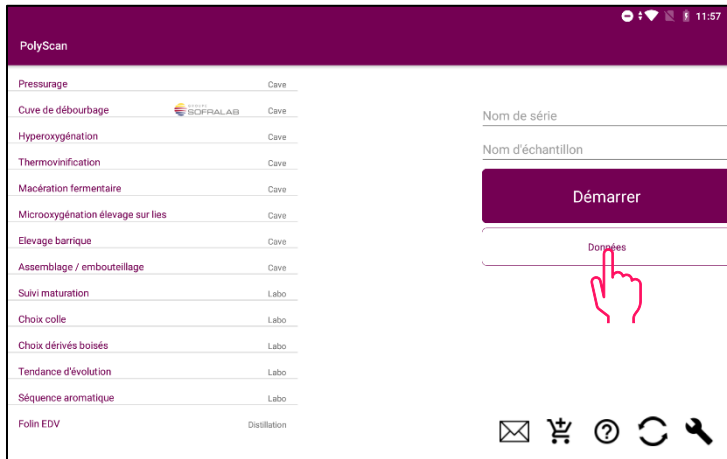 11:57
PolyScan
Pressurage Cave
Cuve de débourbage GROUPE SOFRALAB Cave
Hyperoxygénation Cave
Thermovinification Cave
Macération fermentaire Cave
Microoxygénation élevage sur lies Cave
Elevage barrique Cave
Assemblage / embouteillage Cave
Suivi maturation Labo
Choix colle Labo
Choix dérivés boisés Labo
Tendance d'évolution Labo
Séquence aromatique Labo
Folin EDV Distillation
Nom de série
Nom d'échantillon
Démarrer
Données